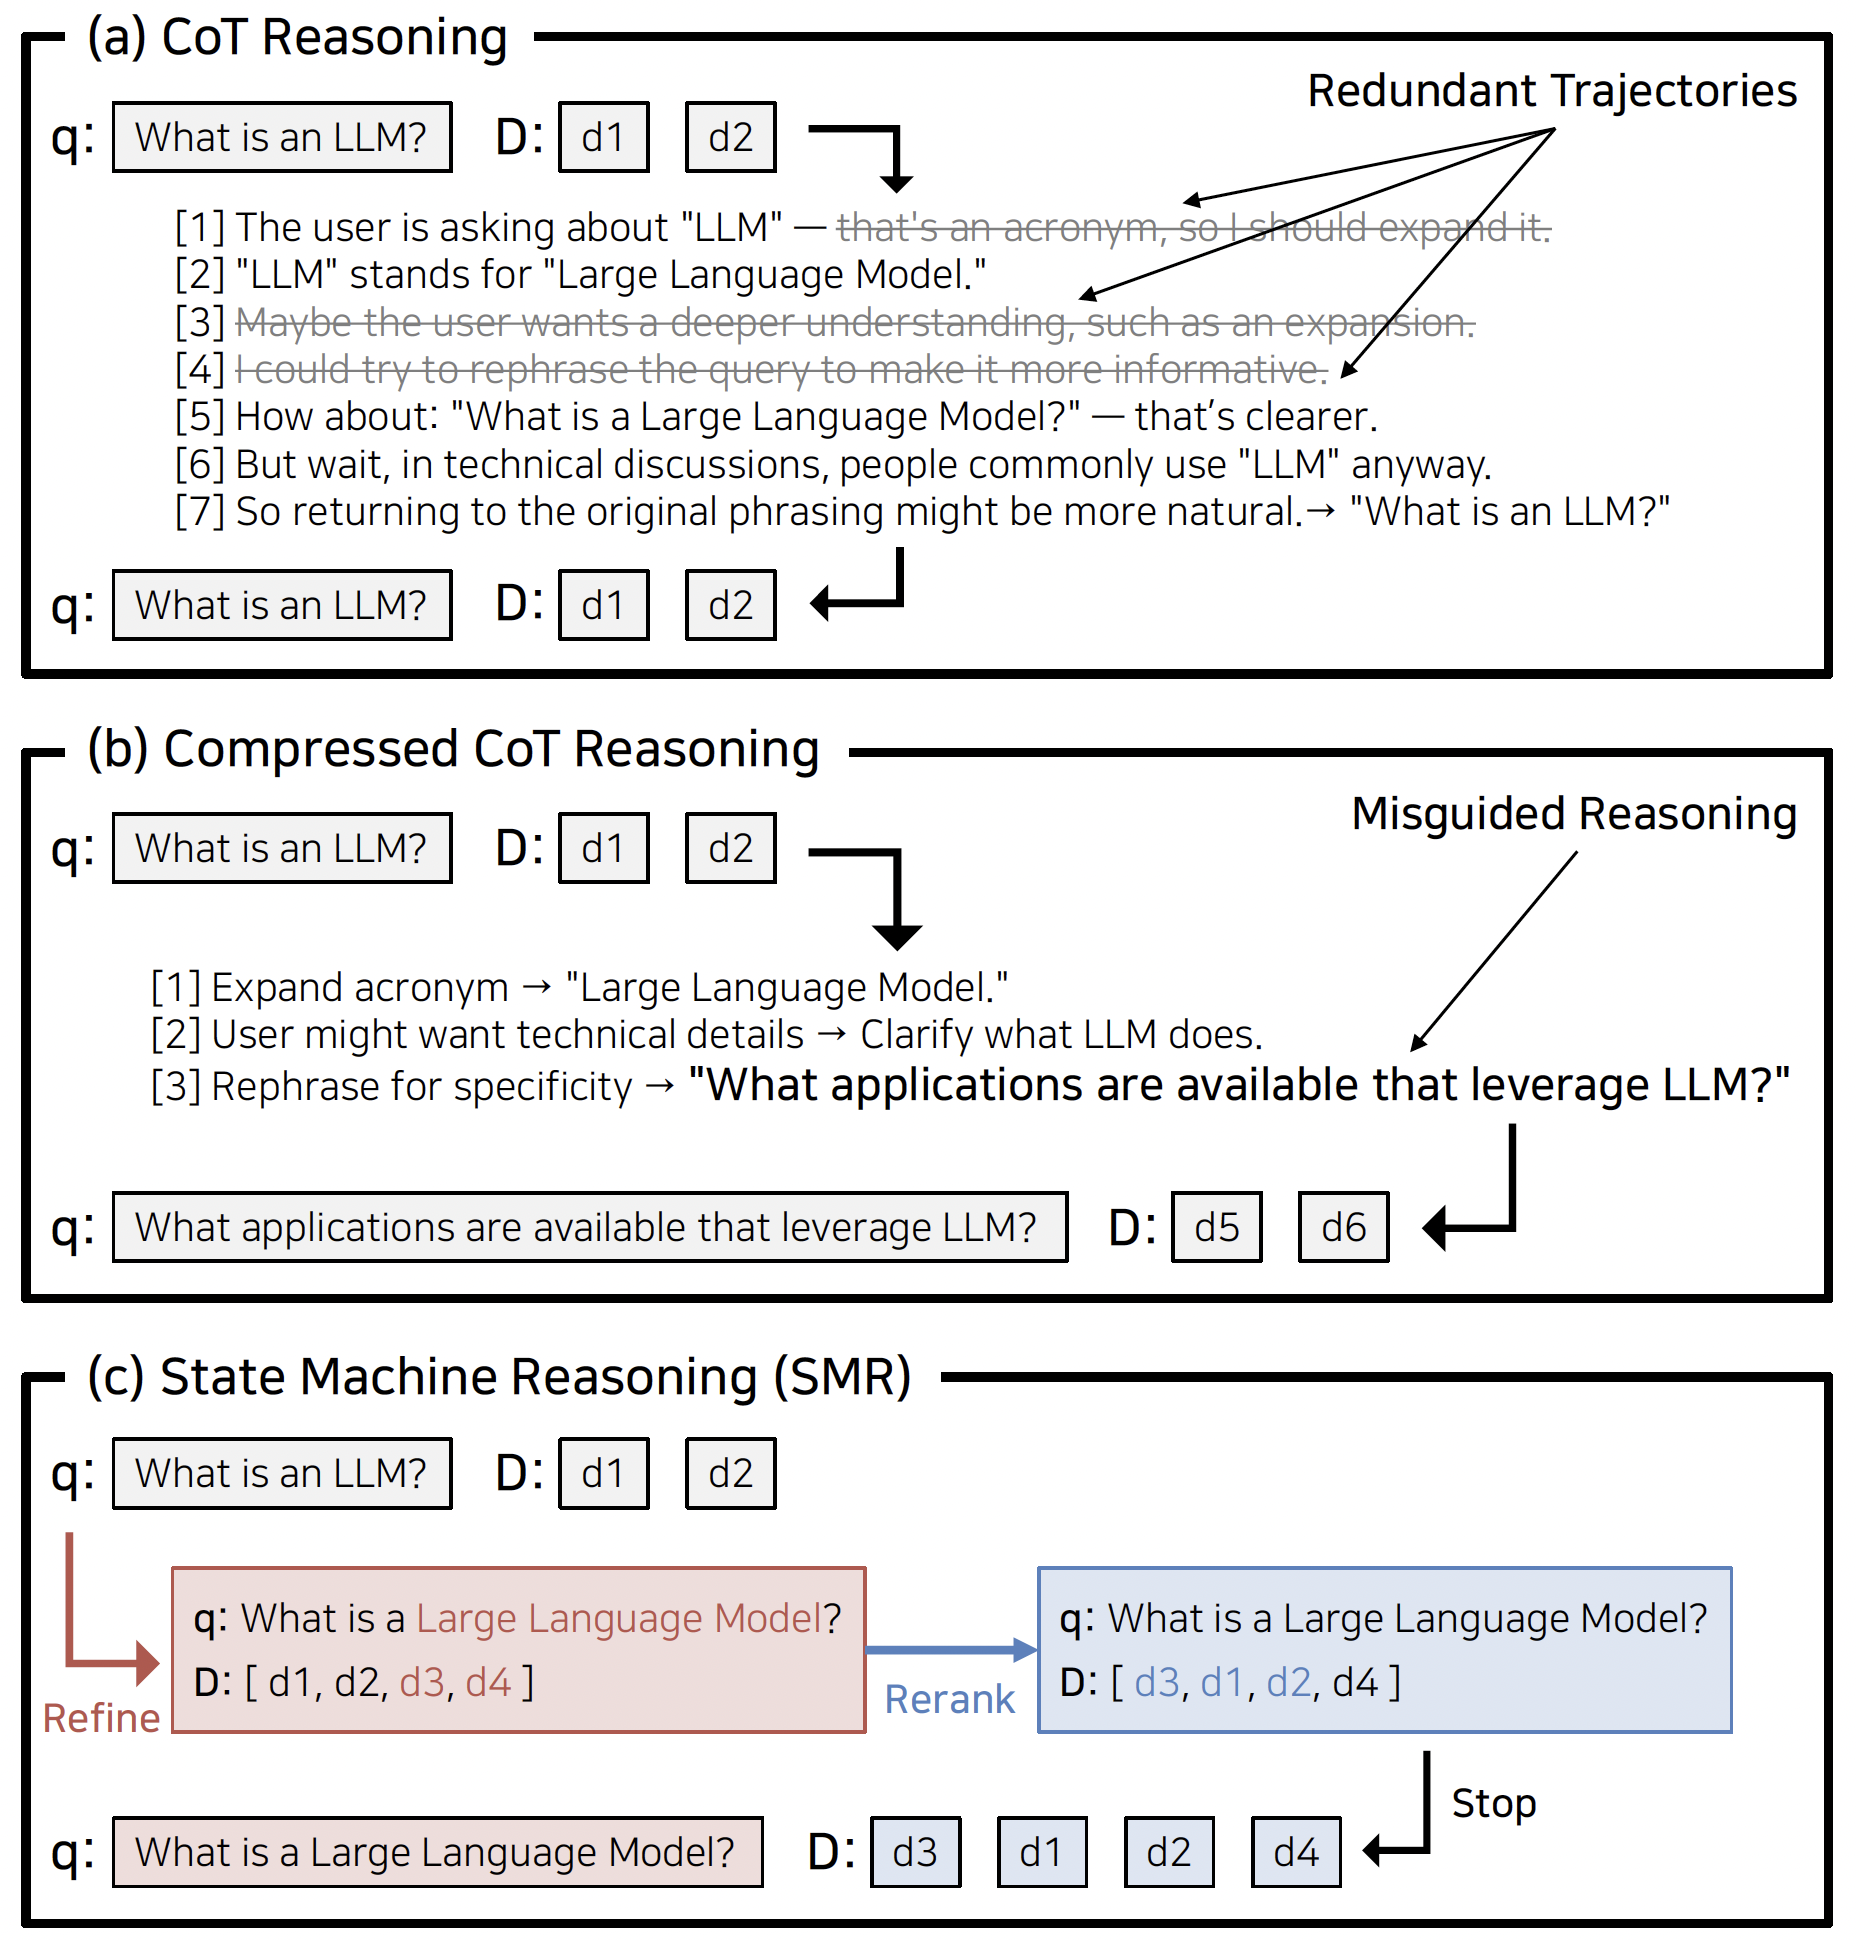 (a) CoT Reasoning
Redundant Trajectories
q: What is an LLM? D: d1 d2
[1] The user is asking about "LLM" — that's an acronym, so I should expand it.
[2] "LLM" stands for "Large Language Model."
[3] Maybe the user wants a deeper understanding, such as an expansion.
[4] I could try to rephrase the query to make it more informative.
[5] How about: "What is a Large Language Model?" — that’s clearer.
[6] But wait, in technical discussions, people commonly use "LLM" anyway.
[7] So returning to the original phrasing might be more natural.→ "What is an LLM?"
q: What is an LLM? D: d1 d2
(b) Compressed CoT Reasoning
Misguided Reasoning
q: What is an LLM? D: d1 d2
[1] Expand acronym → "Large Language Model."
[2] User might want technical details → Clarify what LLM does.
[3] Rephrase for specificity → "What applications are available that leverage LLM?"
q: What applications are available that leverage LLM? D: d5 d6
(c) State Machine Reasoning (SMR)
q: What is an LLM? D: d1 d2
q: What is a Large Language Model?
D: [ d1, d2, d3, d4 ]
Refine
Rerank
q: What is a Large Language Model?
D: [ d3, d1, d2, d4 ]
Stop
q: What is a Large Language Model? D: d3 d1 d2 d4